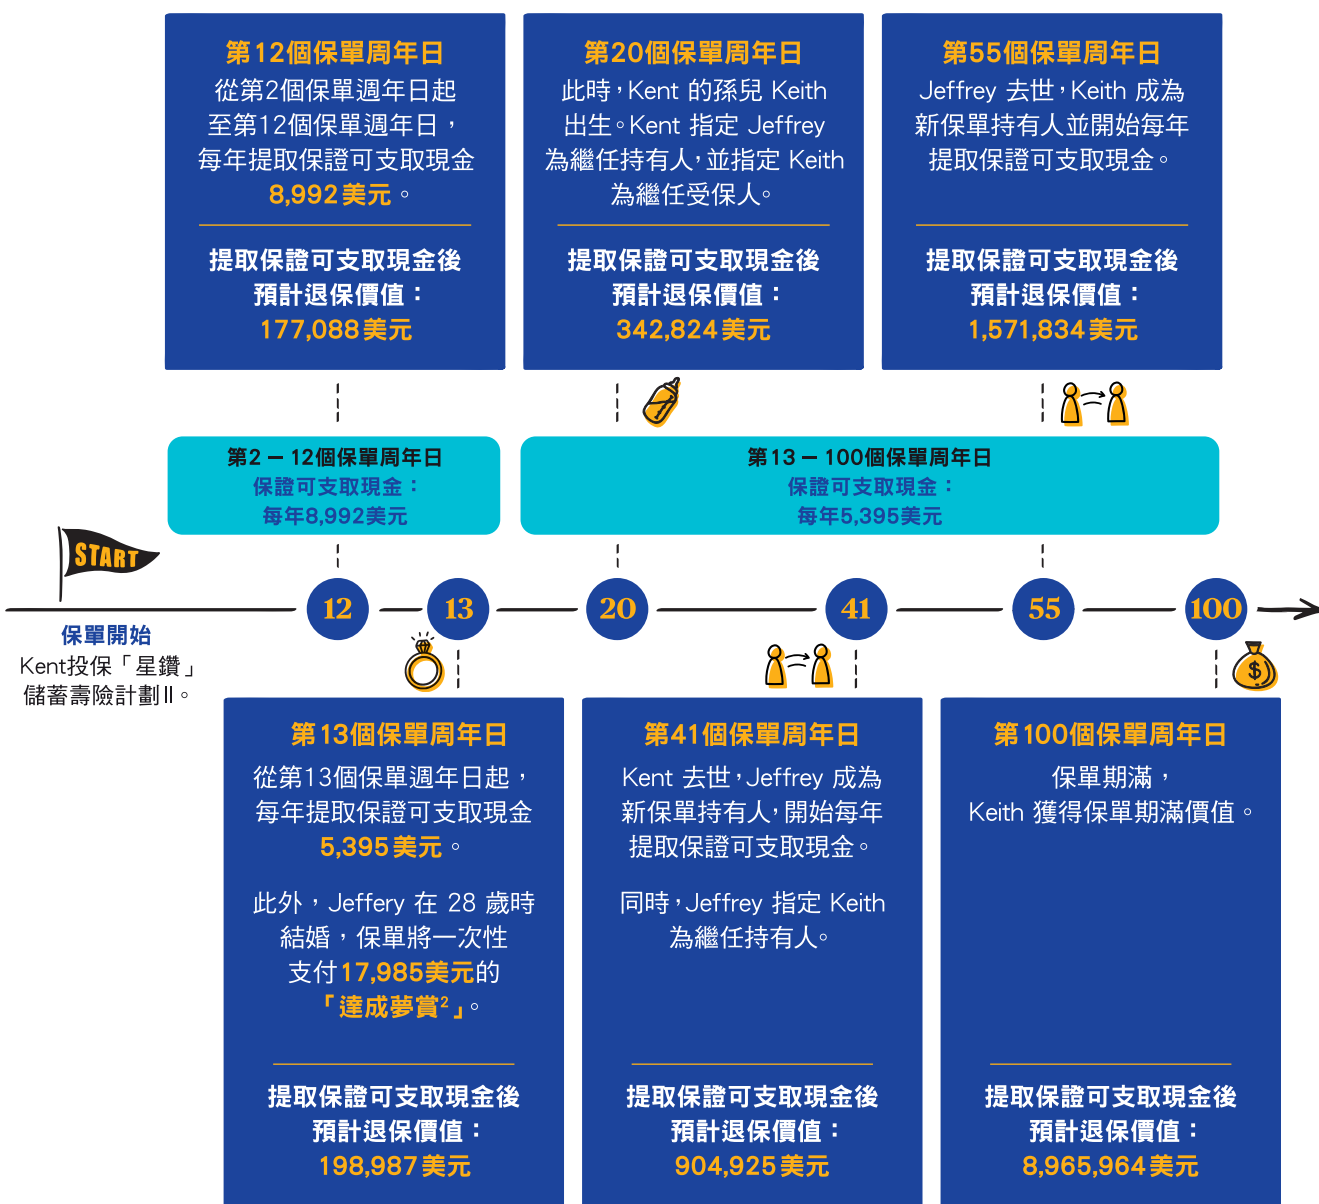 第12個保單周年日
從第2個保單週年日起
至第12個保單週年日，
每年提取保證可支取現金
8,992美元。
提取保證可支取現金後
預計退保價值：
177,088美元
第20個保單周年日
此時，Kent 的孫兒 Keith
出生。Kent 指定 Jeffrey
為繼任持有人，並指定 Keith
為繼任受保人。
提取保證可支取現金後
預計退保價值：
342,824美元
第55個保單周年日
Jeffrey 去世，Keith 成為
新保單持有人並開始每年
提取保證可支取現金。
提取保證可支取現金後
預計退保價值：
1,571,834美元
第2 – 12個保單周年日
保證可支取現金：
每年8,992美元
第13 – 100個保單周年日
保證可支取現金：
每年5,395美元
START
12
13
20
41
55
100
保單開始
Kent投保「星鑽」
儲蓄壽險計劃II。
第13個保單周年日
從第13個保單週年日起，
每年提取保證可支取現金
5,395美元。
此外，Jeffery 在 28 歲時
結婚，保單將一次性
支付17,985美元的
「達成夢賞²」。
提取保證可支取現金後
預計退保價值：
198,987美元
第41個保單周年日
Kent 去世，Jeffrey 成為
新保單持有人，開始每年
提取保證可支取現金。
同時，Jeffrey 指定 Keith
為繼任持有人。
提取保證可支取現金後
預計退保價值：
904,925美元
$
第100個保單周年日
保單期滿，
Keith 獲得保單期滿價值。
提取保證可支取現金後
預計退保價值：
8,965,964美元